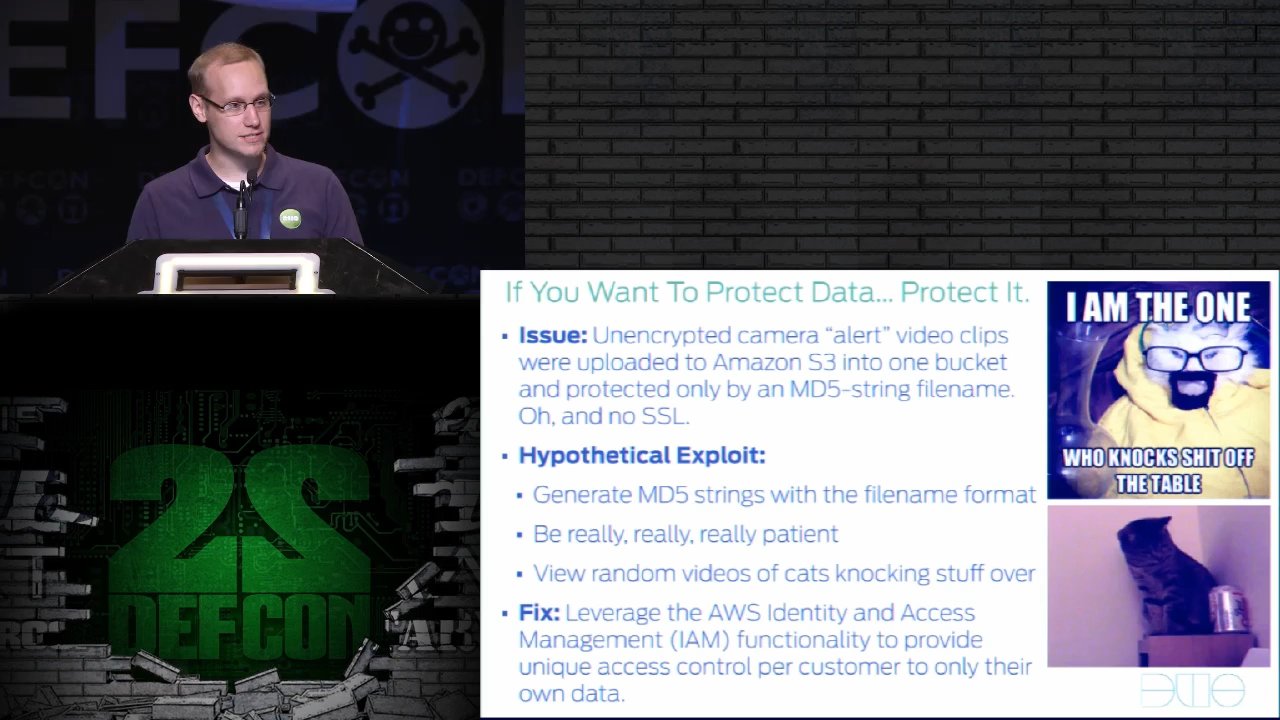 DEFCON
If You Want To Protect Data... Protect It.
▪ Issue: Unencrypted camera “alert” video clips
were uploaded to Amazon S3 into one bucket
and protected only by an MD5-string filename.
Oh, and no SSL.
▪ Hypothetical Exploit:
▪ Generate MD5 strings with the filename format
▪ Be really, really, really patient
▪ View random videos of cats knocking stuff over
▪ Fix: Leverage the AWS Identity and Access
Management (IAM) functionality to provide
unique access control per customer to only their
own data.
I AM THE ONE
WHO KNOCKS SHIT OFF
THE TABLE
DUO
22
DEFCON